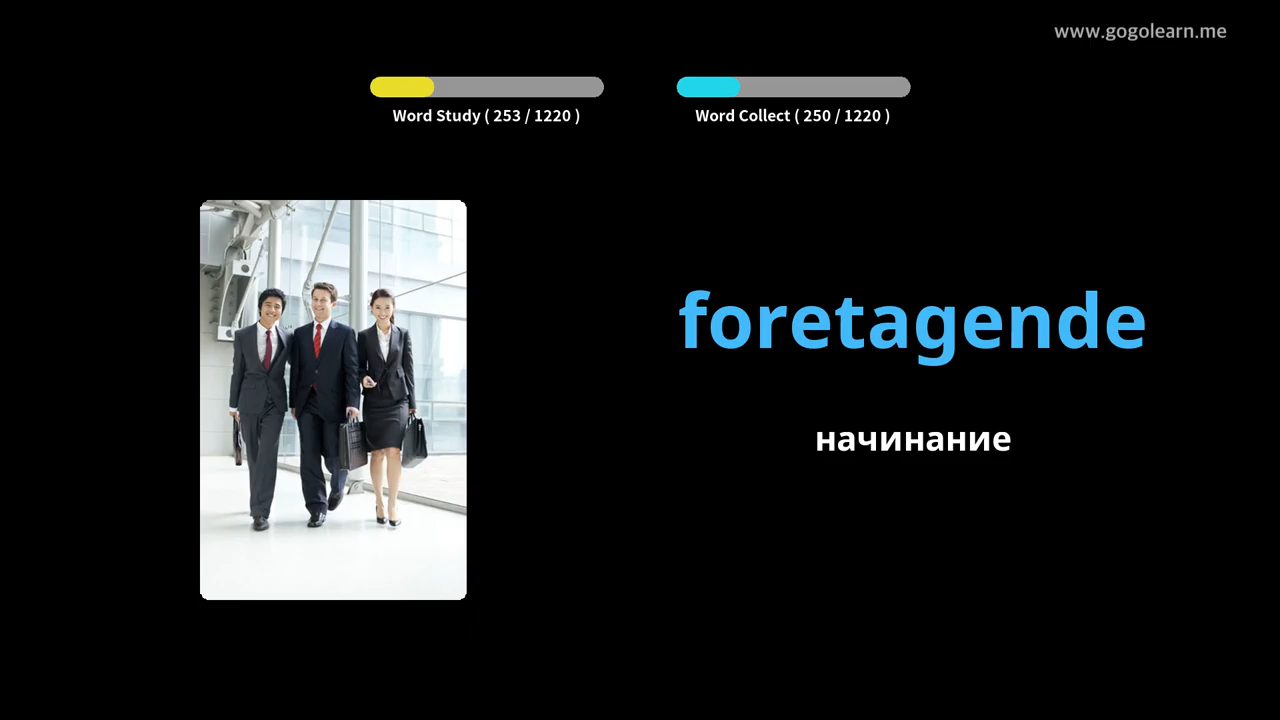 www.gogolearn.me
Word Study ( 253 / 1220 )
Word Collect ( 250 / 1220 )
foretagende
начинание